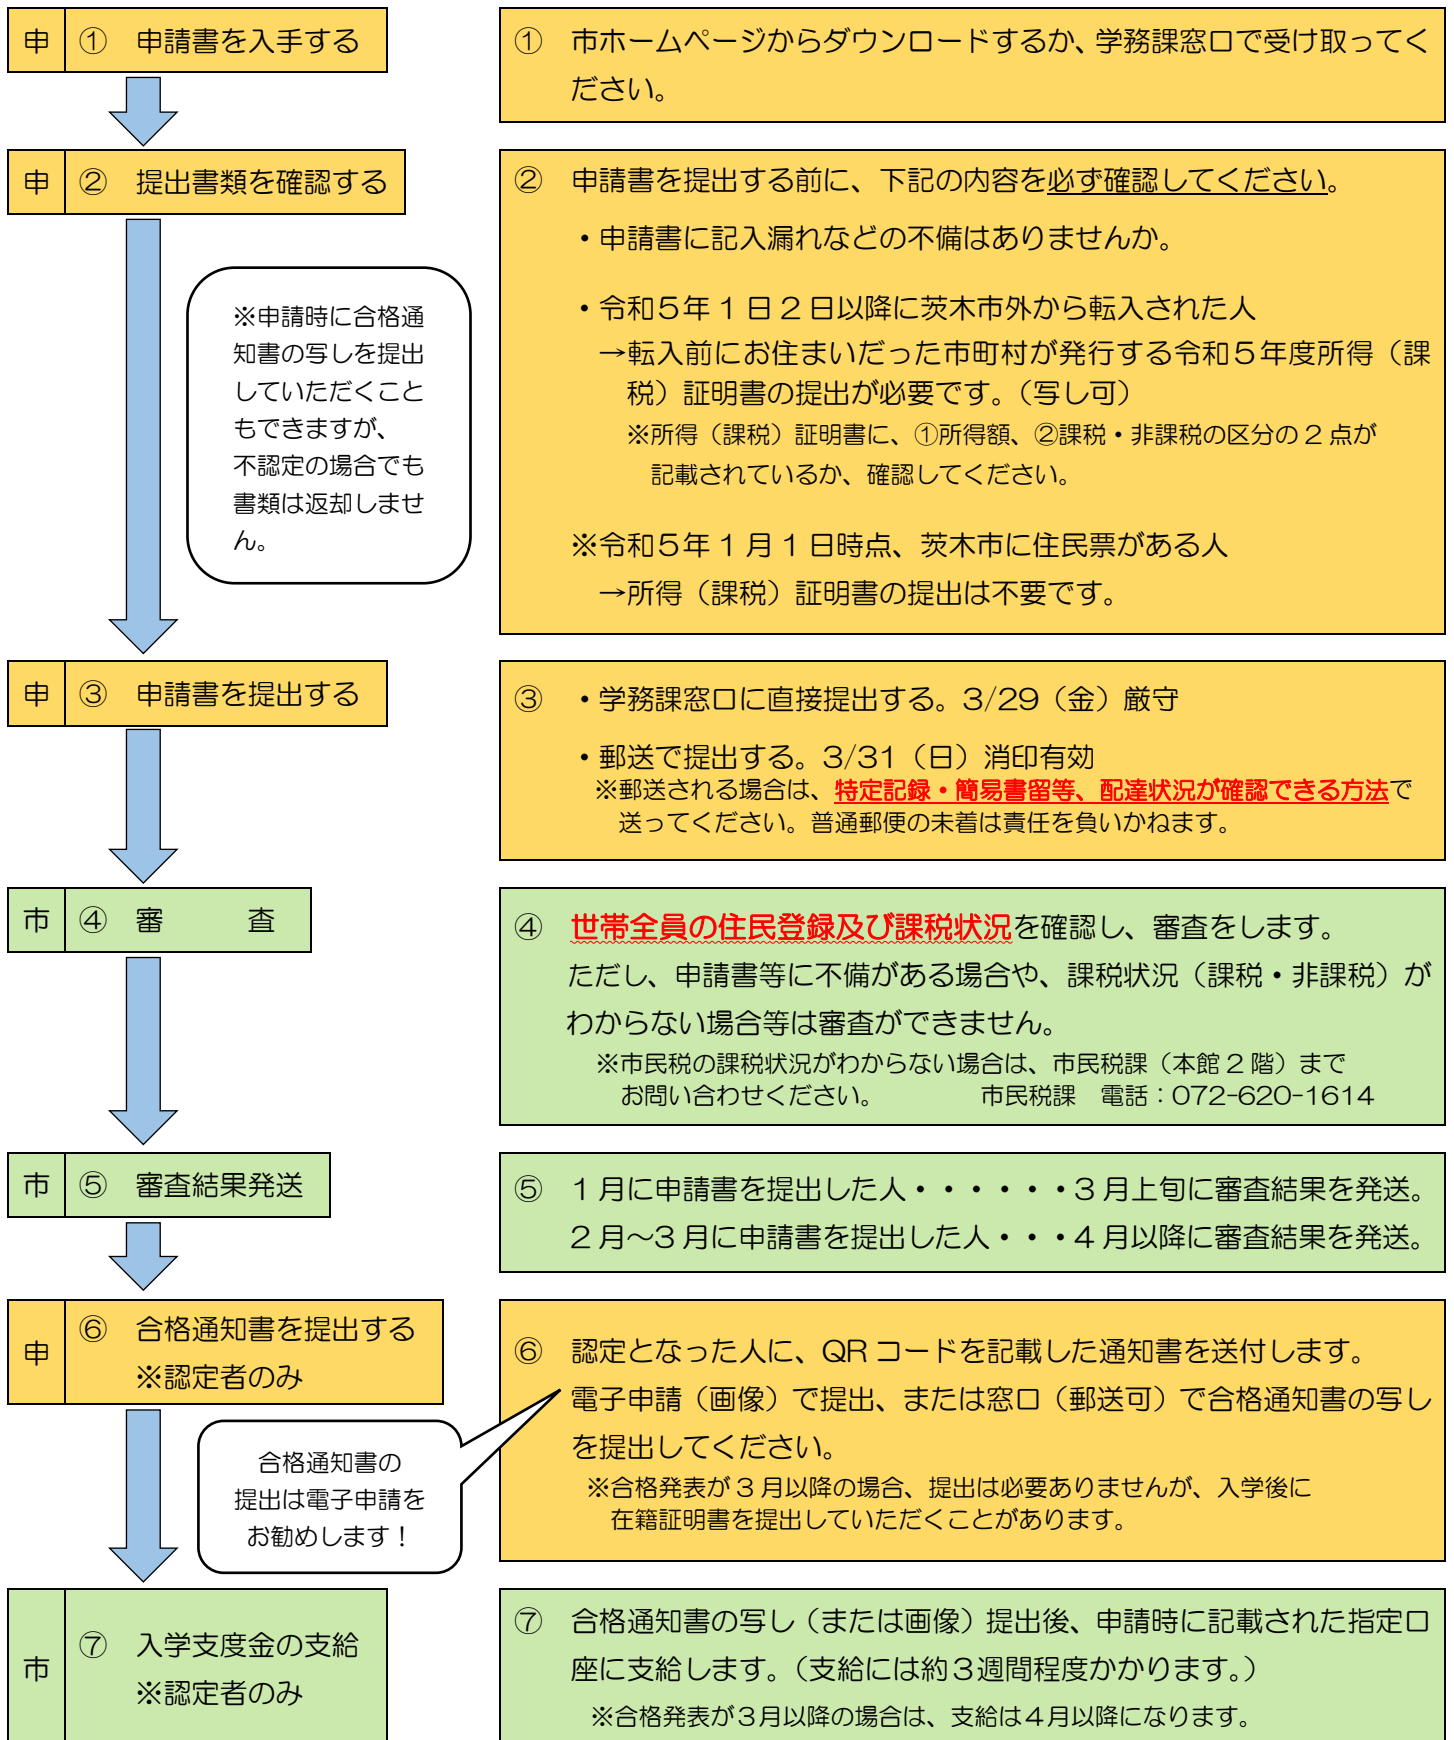 申 ① 申請書を入手する
① 市ホームページからダウンロードするか、学務課窓口で受け取ってく
ださい。
申 ② 提出書類を確認する
※申請時に合格通
知書の写しを提出
していただくこと
もできますが、
不認定の場合でも
書類は返却しませ
ん。
② 申請書を提出する前に、下記の内容を必ず確認してください。
・申請書に記入漏れなどの不備はありませんか。
・令和5年1日2日以降に茨木市外から転入された人
→転入前にお住まいだった市町村が発行する令和5年度所得（課
税）証明書の提出が必要です。（写し可）
※所得（課税）証明書に、①所得額、②課税・非課税の区分の2点が
記載されているか、確認してください。
※令和5年1月1日時点、茨木市に住民票がある人
→所得（課税）証明書の提出は不要です。
申 ③ 申請書を提出する
③ ・学務課窓口に直接提出する。3/29（金）厳守
・郵送で提出する。3/31（日）消印有効
※郵送される場合は、特定記録・簡易書留等、配達状況が確認できる方法で
送ってください。普通郵便の未着は責任を負いかねます。
市 ④ 審 査
④ 世帯全員の住民登録及び課税状況を確認し、審査をします。
ただし、申請書等に不備がある場合や、課税状況（課税・非課税）が
わからない場合等は審査ができません。
※市民税の課税状況がわからない場合は、市民税課（本館2階）まで
お問い合わせください。 市民税課 電話：072-620-1614
市 ⑤ 審査結果発送
⑤ 1月に申請書を提出した人・・・・・・3月上旬に審査結果を発送。
2月～3月に申請書を提出した人・・・4月以降に審査結果を発送。
申 ⑥ 合格通知書を提出する
※認定者のみ
合格通知書の
提出は電子申請を
お勧めします！
⑥ 認定となった人に、QRコードを記載した通知書を送付します。
電子申請（画像）で提出、または窓口（郵送可）で合格通知書の写し
を提出してください。
※合格発表が3月以降の場合、提出は必要ありませんが、入学後に
在籍証明書を提出していただくことがあります。
市 ⑦ 入学支度金の支給
※認定者のみ
⑦ 合格通知書の写し（または画像）提出後、申請時に記載された指定口
座に支給します。（支給には約3週間程度かかります。）
※合格発表が3月以降の場合は、支給は4月以降になります。